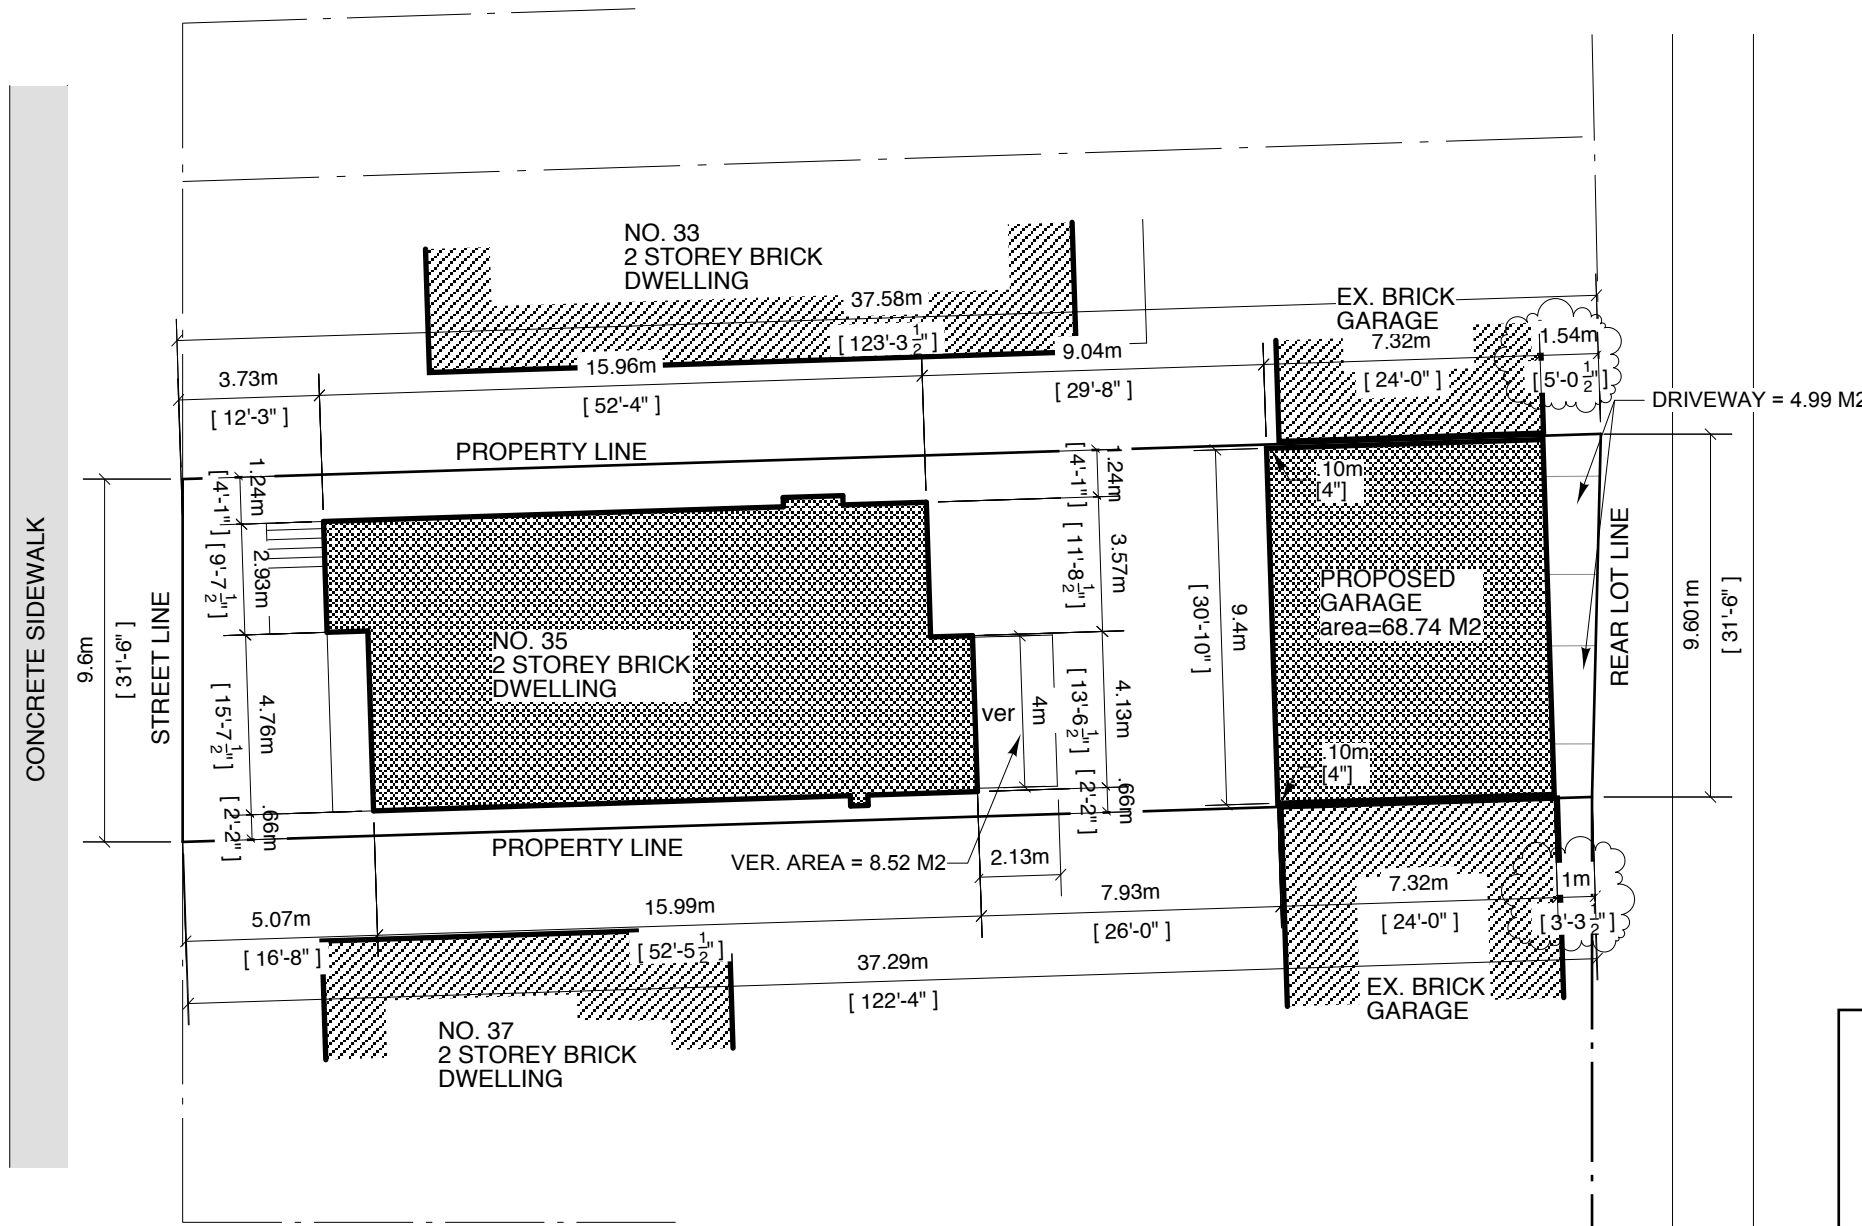 NO. 33
2 STOREY BRICK
DWELLING
37.58m
[ 123'-3 1/2" ]
EX. BRICK
GARAGE
7.32m
[ 24'-0" ]
1.54m
[ 5'-0 1/2" ]
DRIVEWAY = 4.99 M2
3.73m
[ 12'-3" ]
15.96m
[ 52'-4" ]
9.04m
[ 29'-8" ]
PROPERTY LINE
1.24m
[ 4'-1" ]
2.93m
[ 9'-7 1/2" ]
4.76m
[ 15'-7 1/2" ]
.66m
[ 2'-2" ]
1.24m
[ 4'-1" ]
3.57m
[ 11'-8 1/2" ]
4.13m
[ 13'-6 1/2" ]
.66m
[ 2'-2" ]
CONCRETE SIDEWALK
9.6m
[ 31'-6" ]
STREET LINE
NO. 35
2 STOREY BRICK
DWELLING
ver
4m
9.4m
[ 30'-10" ]
.10m
[4"]
PROPOSED
GARAGE
area=68.74 M2
.10m
[4"]
REAR LOT LINE
9.601m
[ 31'-6" ]
PROPERTY LINE
VER. AREA = 8.52 M2
2.13m
5.07m
[ 16'-8" ]
15.99m
[ 52'-5 1/2" ]
7.93m
[ 26'-0" ]
7.32m
[ 24'-0" ]
1m
[ 3'-3 1/2" ]
37.29m
[ 122'-4" ]
EX. BRICK
GARAGE
NO. 37
2 STOREY BRICK
DWELLING